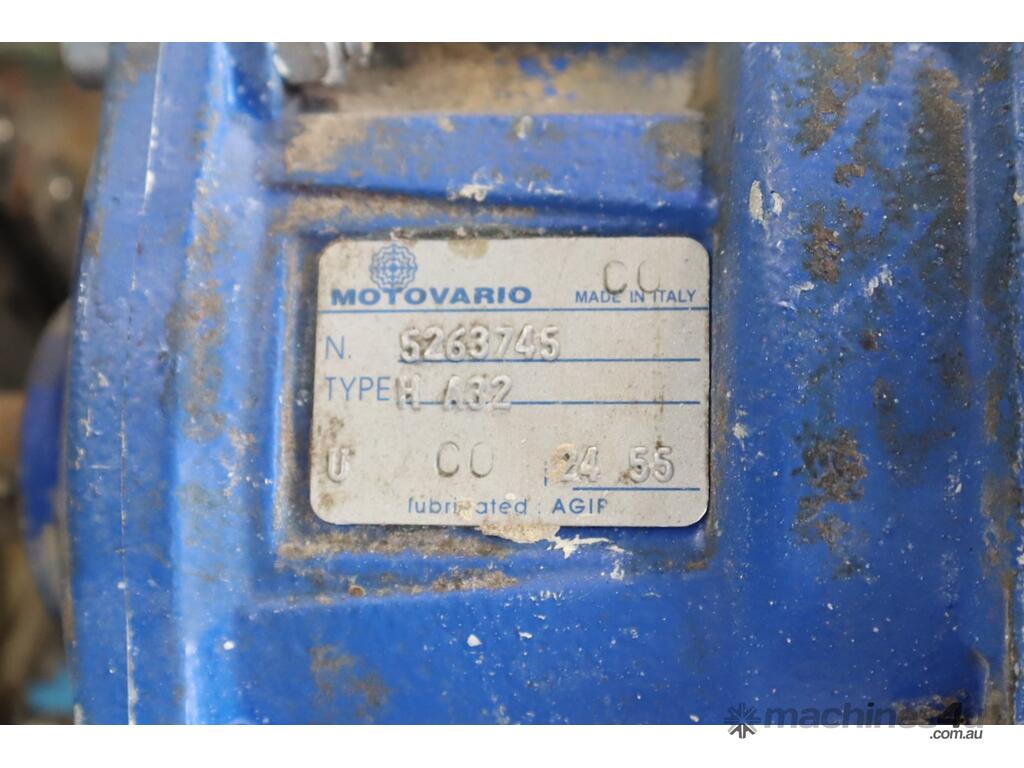 CO
MOTOVARIO MADE IN ITALY
N. 5263745
TYPE H A32
U CO 24 55
lubricated : AGIP
machines4u
.com.au